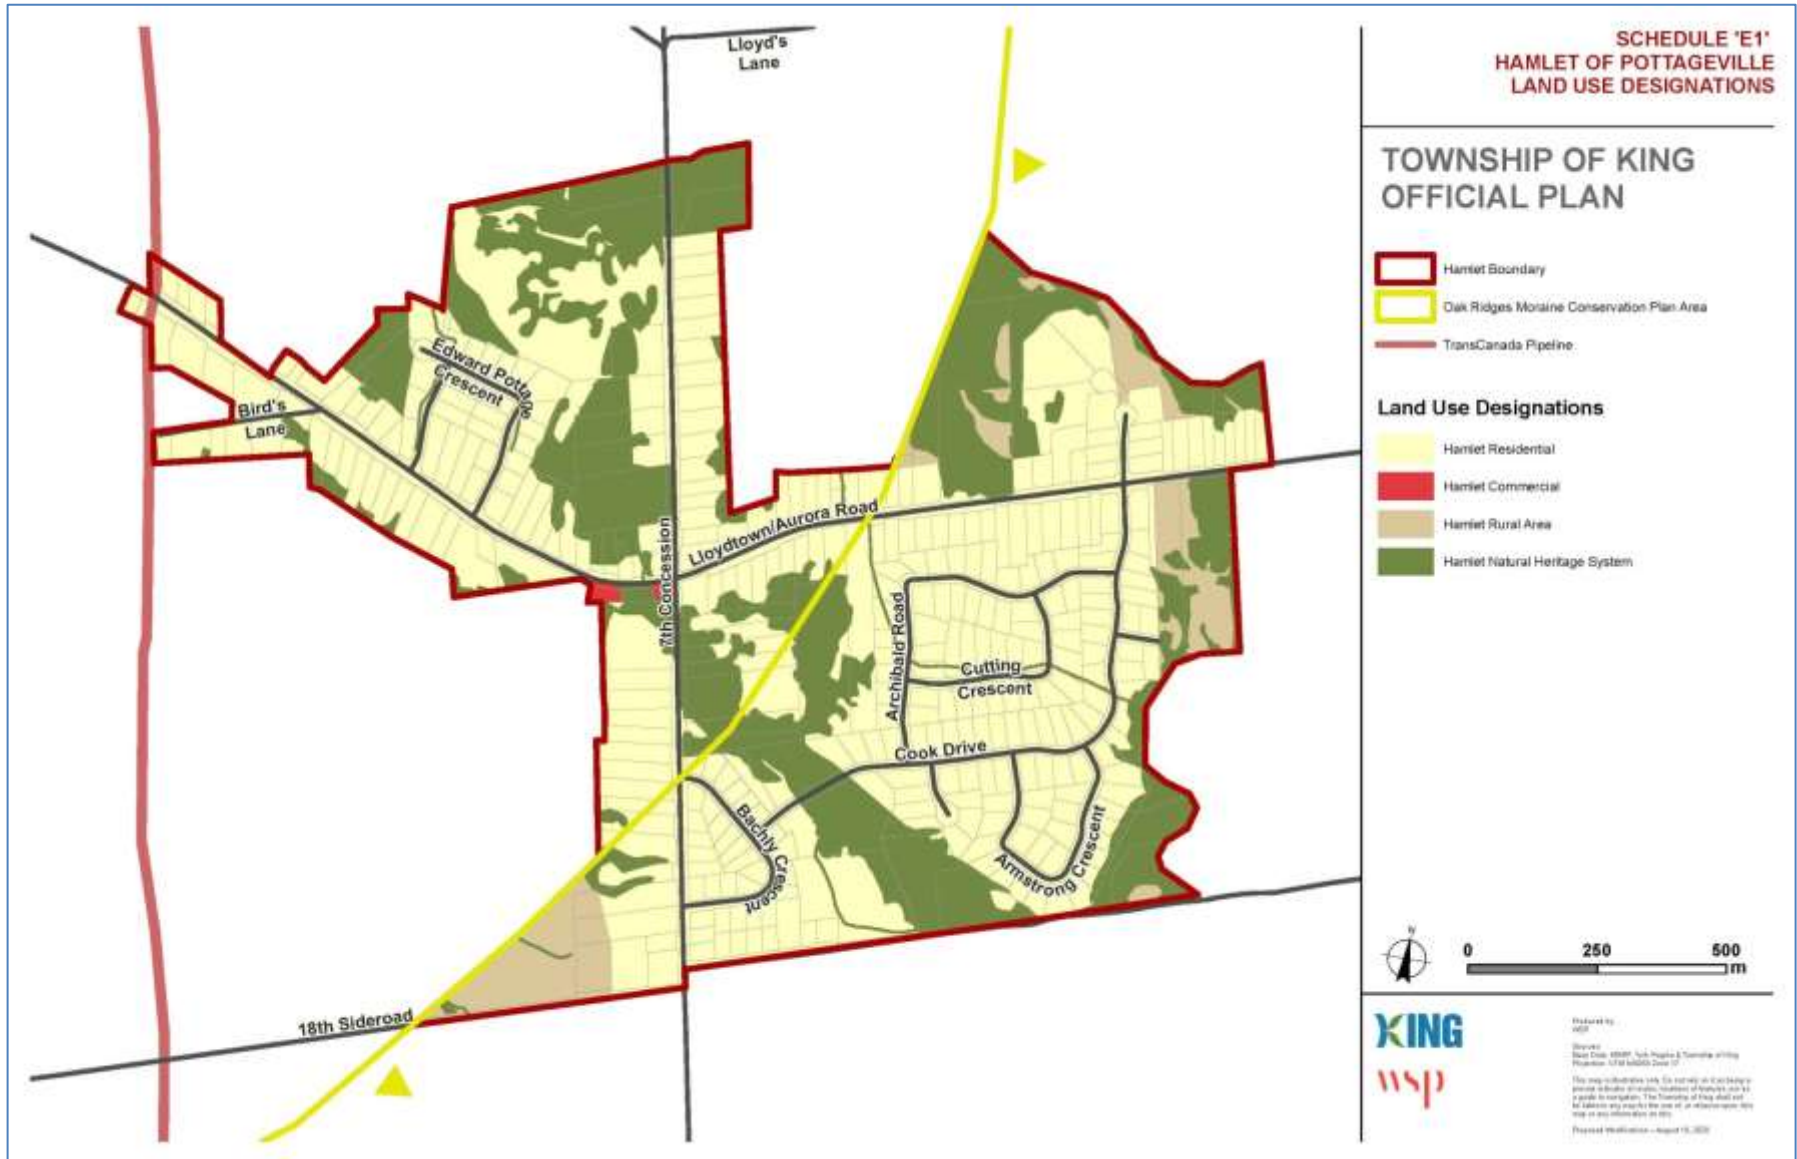 SCHEDULE 'E1'
HAMLET OF POTTAGEVILLE
LAND USE DESIGNATIONS
TOWNSHIP OF KING
OFFICIAL PLAN
Hamlet Boundary
Oak Ridges Moraine Conservation Plan Area
TransCanada Pipeline
Land Use Designations
Hamlet Residential
Hamlet Commercial
Hamlet Rural Area
Hamlet Natural Heritage System
N
0 250 500
m
KING
wsp
Produced by
WSP
Lloyd's
Lane
Edward Pottage
Crescent
Bird's
Lane
7th Concession
Lloydtown/Aurora Road
Archibald Road
Cutting
Crescent
Cook Drive
Bachly Crescent
Armstrong Crescent
18th Sideroad